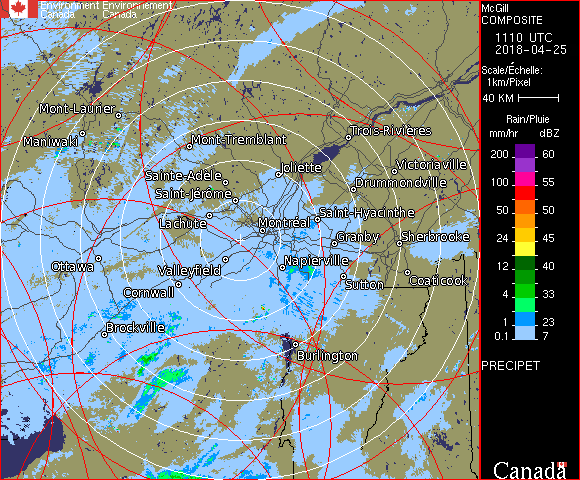 Environment Environnement
Canada Canada
McGill
COMPOSITE
1110 UTC
2018-04-25
Scale/Échelle:
1km/Pixel
40 KM
Rain/Pluie
mm/hr dBZ
200 60
100 55
50 50
24 45
12 40
4 33
1 23
0.1 7
PRECIPET
Canada
Mont-Laurier
Maniwaki
Mont-Tremblant
Trois-Rivières
Sainte-Adèle
Joliette
Victoriaville
Saint-Jérôme
Drummondville
Lachute
Montréal
Saint-Hyacinthe
Granby
Sherbrooke
Ottawa
Valleyfield
Napierville
Cornwall
Sutton
Coaticook
Brockville
Burlington